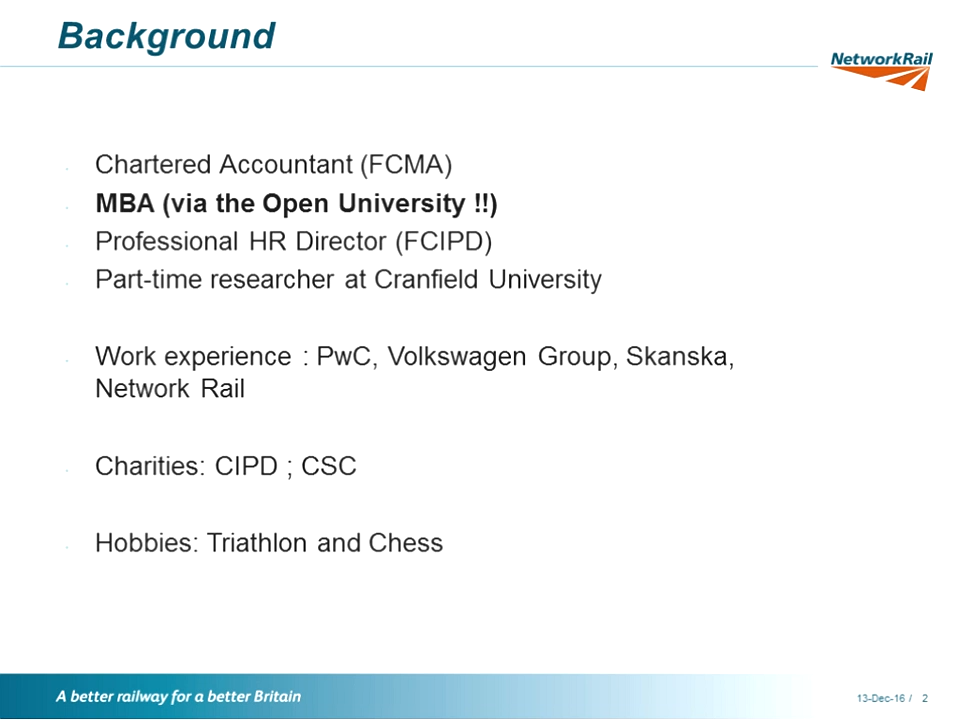 Background
NetworkRail
Chartered Accountant (FCMA)
MBA (via the Open University !!)
Professional HR Director (FCIPD)
Part-time researcher at Cranfield University
Work experience : PwC, Volkswagen Group, Skanska,
Network Rail
Charities: CIPD ; CSC
Hobbies: Triathlon and Chess
A better railway for a better Britain
13-Dec-16 / 2